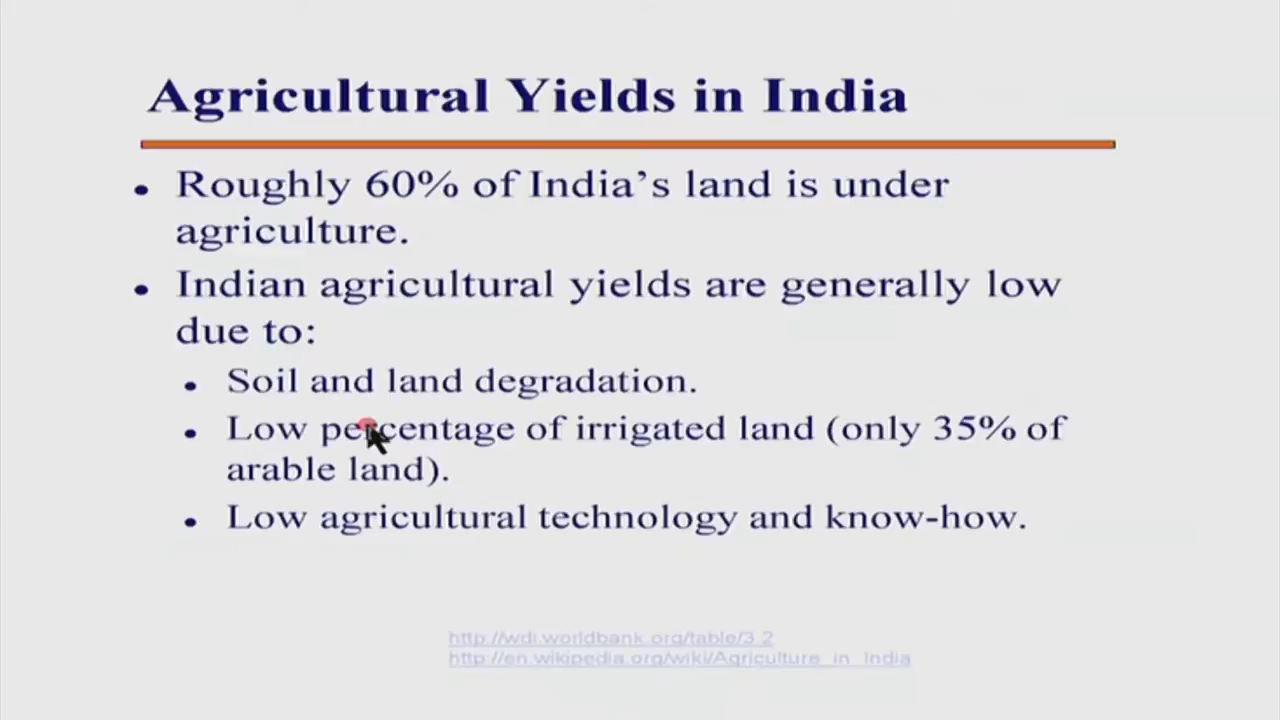 Agricultural Yields in India
• Roughly 60% of India's land is under
agriculture.
• Indian agricultural yields are generally low
due to:
• Soil and land degradation.
• Low percentage of irrigated land (only 35% of
arable land).
• Low agricultural technology and know-how.
http://wdi.worldbank.org/table/3.2
http://en.wikipedia.org/wiki/Agriculture_in_India